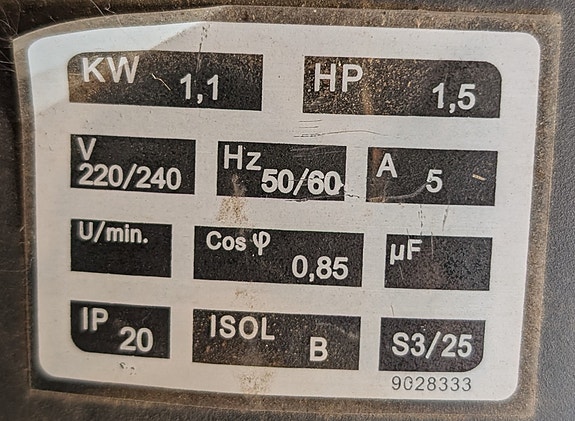 KW 1,1 HP 1,5
V 220/240 Hz 50/60 A 5
U/min. Cos φ 0,85 µF
IP 20 ISOL B S3/25
9028333